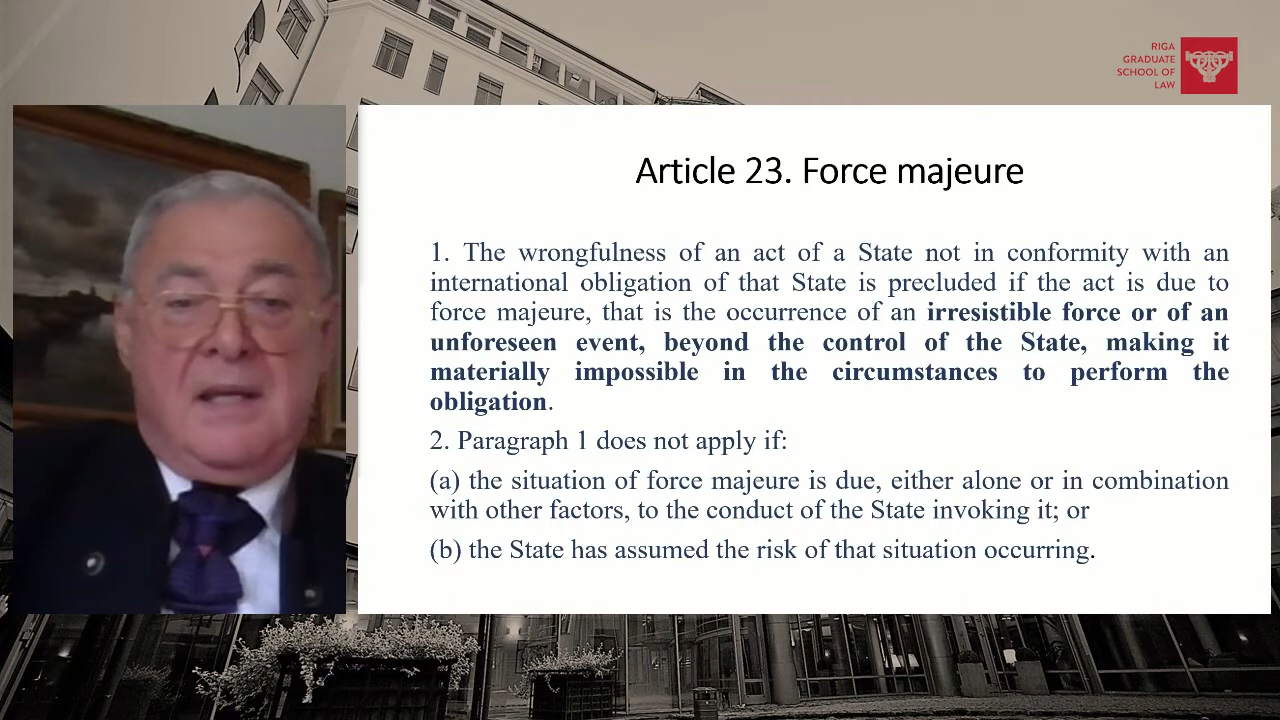 RIGA
GRADUATE
SCHOOL OF
LAW
Article 23. Force majeure
1. The wrongfulness of an act of a State not in conformity with an
international obligation of that State is precluded if the act is due to
force majeure, that is the occurrence of an irresistible force or of an
unforeseen event, beyond the control of the State, making it
materially impossible in the circumstances to perform the
obligation.
2. Paragraph 1 does not apply if:
(a) the situation of force majeure is due, either alone or in combination
with other factors, to the conduct of the State invoking it; or
(b) the State has assumed the risk of that situation occurring.